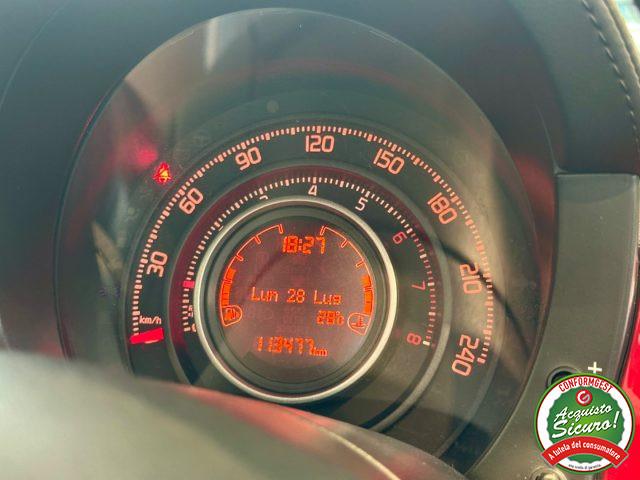 30
60
90
120
150
180
210
240
km/h
4
5
6
7
8
18:27
Lun 28 Lug
28°C
113477km
+
CONFORMGEST
Acquisto
Sicuro!
A tutela del consumatore